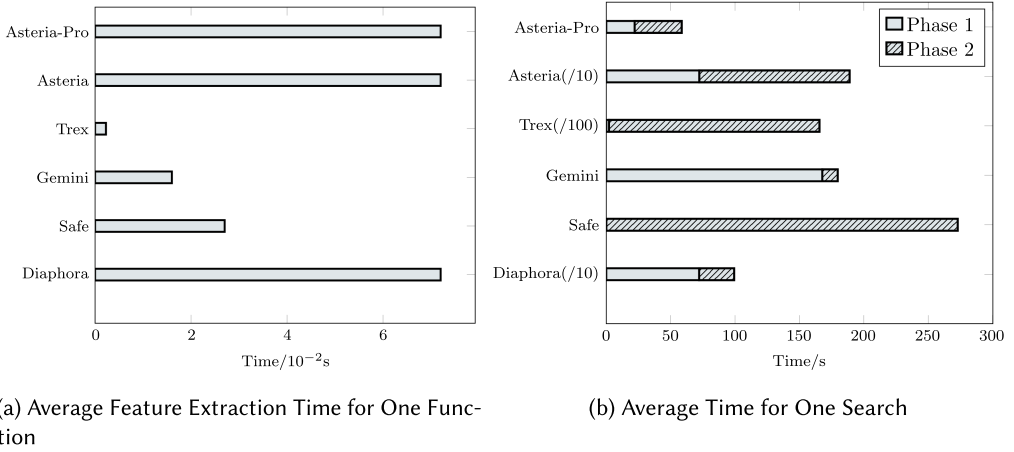 Asteria-Pro
Asteria
Trex
Gemini
Safe
Diaphora
0 2 4 6
Time/10⁻²s
(a) Average Feature Extraction Time for One Func-
tion
Phase 1
Phase 2
Asteria-Pro
Asteria(/10)
Trex(/100)
Gemini
Safe
Diaphora(/10)
0 50 100 150 200 250 300
Time/s
(b) Average Time for One Search